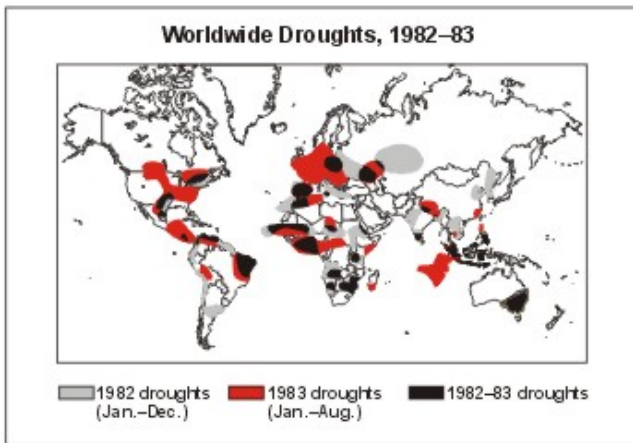 Worldwide Droughts, 1982–83
1982 droughts
(Jan.–Dec.)
1983 droughts
(Jan.–Aug.)
1982–83 droughts